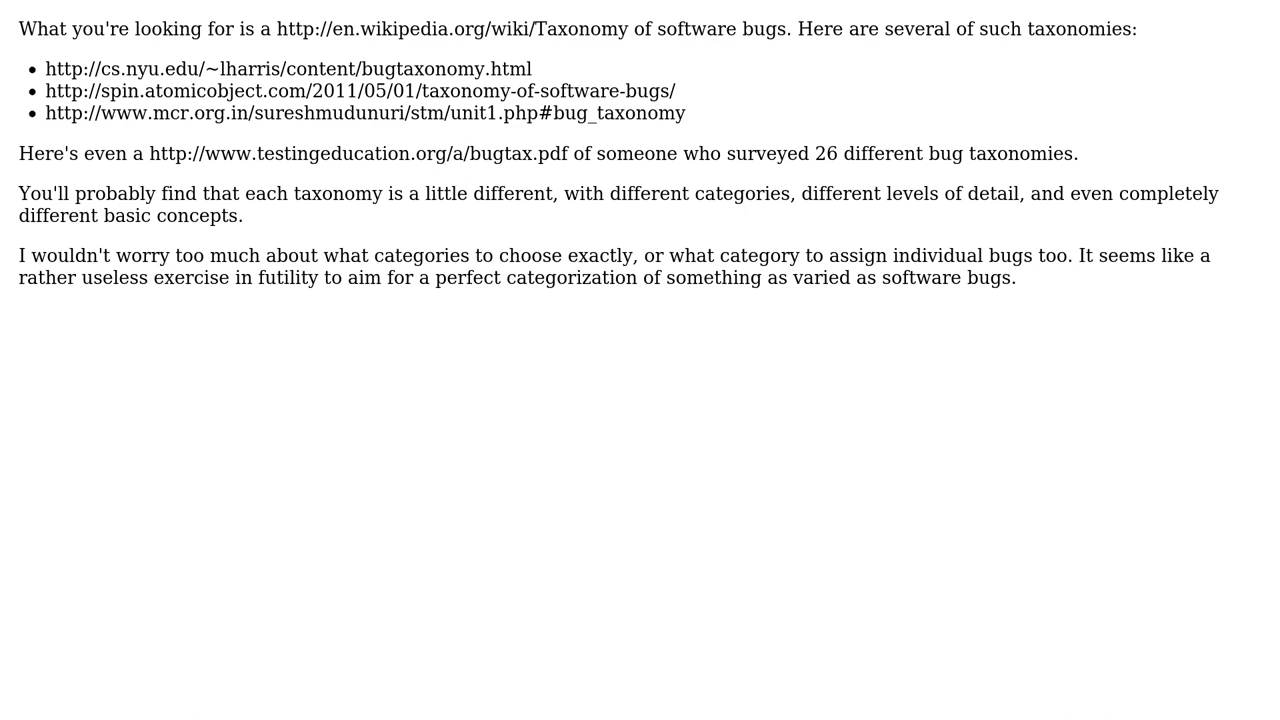 What you're looking for is a http://en.wikipedia.org/wiki/Taxonomy of software bugs. Here are several of such taxonomies:
• http://cs.nyu.edu/~lharris/content/bugtaxonomy.html
• http://spin.atomicobject.com/2011/05/01/taxonomy-of-software-bugs/
• http://www.mcr.org.in/sureshmudunuri/stm/unit1.php#bug_taxonomy
Here's even a http://www.testingeducation.org/a/bugtax.pdf of someone who surveyed 26 different bug taxonomies.
You'll probably find that each taxonomy is a little different, with different categories, different levels of detail, and even completely
different basic concepts.
I wouldn't worry too much about what categories to choose exactly, or what category to assign individual bugs too. It seems like a
rather useless exercise in futility to aim for a perfect categorization of something as varied as software bugs.